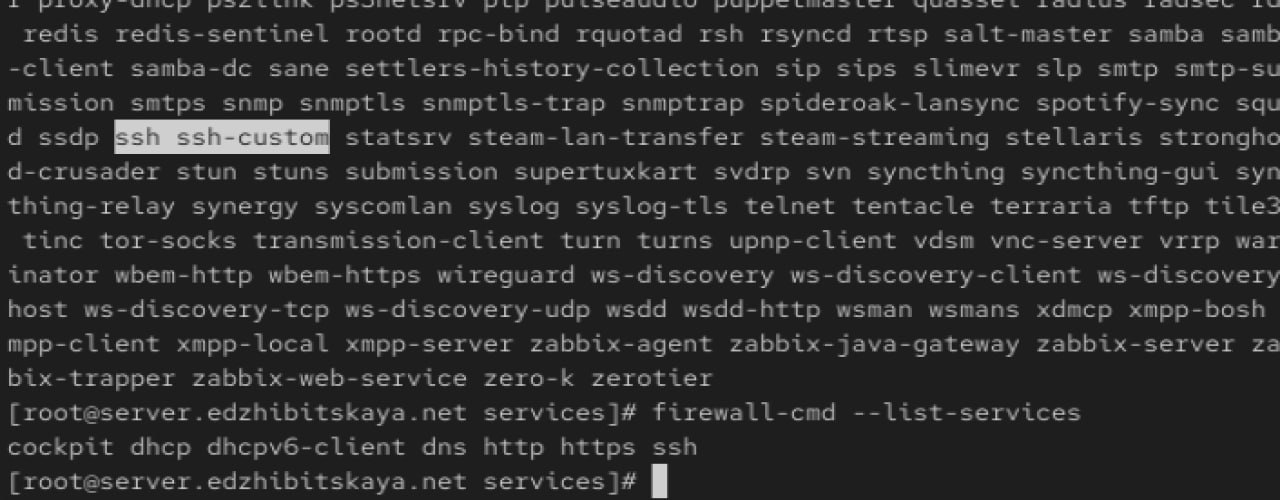 proxy-dhcp ps2link ps3netsrv ptp pulseaudio puppetmaster quassel radius radsec
redis redis-sentinel rootd rpc-bind rquotad rsh rsyncd rtsp salt-master samba samb
-client samba-dc sane settlers-history-collection sip sips slimevr slp smtp smtp-su
mission smtps snmp snmptls snmptls-trap snmptrap spideroak-lansync spotify-sync squ
d ssdp ssh ssh-custom statsrv steam-lan-transfer steam-streaming stellaris strongho
d-crusader stun stuns submission supertuxkart svdrp svn syncthing syncthing-gui syn
thing-relay synergy syscomlan syslog syslog-tls telnet tentacle terraria tftp tile3
tinc tor-socks transmission-client turn turns upnp-client vdsm vnc-server vrrp war
inator wbem-http wbem-https wireguard ws-discovery ws-discovery-client ws-discovery
host ws-discovery-tcp ws-discovery-udp wsdd wsdd-http wsman wsmans xdmcp xmpp-bosh
mpp-client xmpp-local xmpp-server zabbix-agent zabbix-java-gateway zabbix-server za
bix-trapper zabbix-web-service zero-k zerotier
[root@server.edzhibitskaya.net services]# firewall-cmd --list-services
cockpit dhcp dhcpv6-client dns http https ssh
[root@server.edzhibitskaya.net services]#